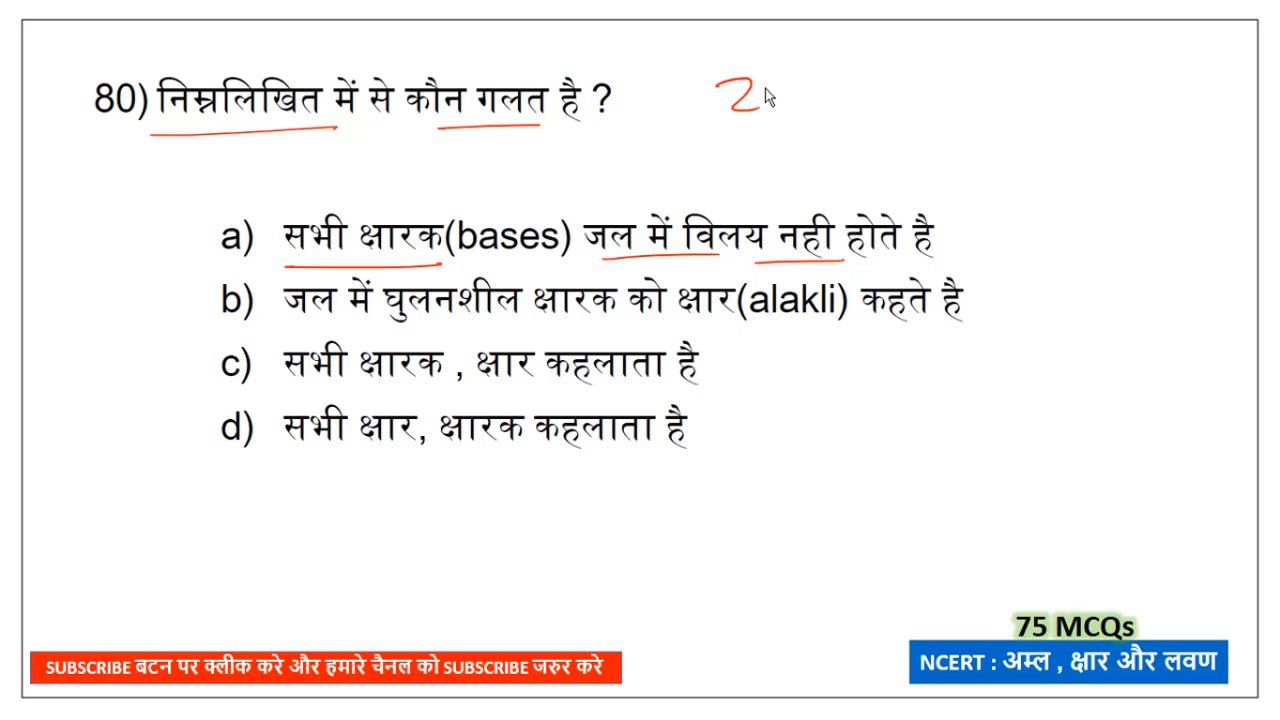 80) निम्नलिखित में से कौन गलत है ?
2
a) सभी क्षारक(bases) जल में विलय नही होते है
b) जल में घुलनशील क्षारक को क्षार(alakli) कहते है
c) सभी क्षारक , क्षार कहलाता है
d) सभी क्षार, क्षारक कहलाता है
75 MCQs
SUBSCRIBE बटन पर क्लीक करे और हमारे चैनल को SUBSCRIBE जरुर करे
NCERT : अम्ल , क्षार और लवण